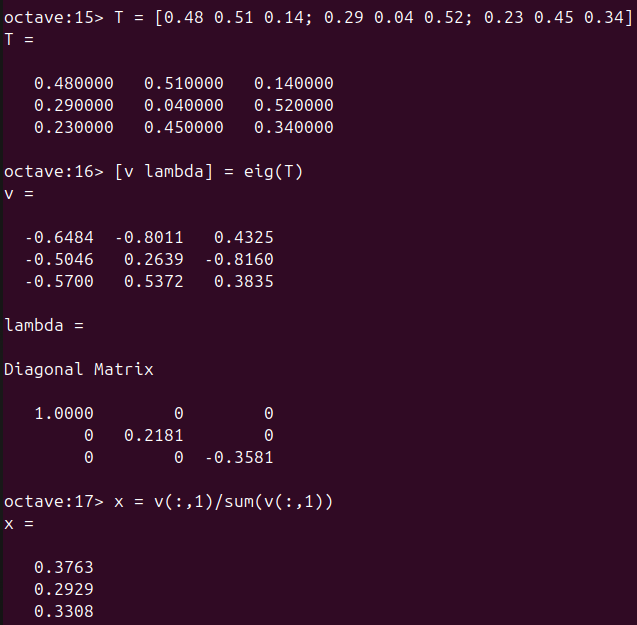 octave:15> T = [0.48 0.51 0.14; 0.29 0.04 0.52; 0.23 0.45 0.34]
T =
0.480000 0.510000 0.140000
0.290000 0.040000 0.520000
0.230000 0.450000 0.340000
octave:16> [v lambda] = eig(T)
v =
-0.6484 -0.8011 0.4325
-0.5046 0.2639 -0.8160
-0.5700 0.5372 0.3835
lambda =
Diagonal Matrix
1.0000 0 0
0 0.2181 0
0 0 -0.3581
octave:17> x = v(:,1)/sum(v(:,1))
x =
0.3763
0.2929
0.3308